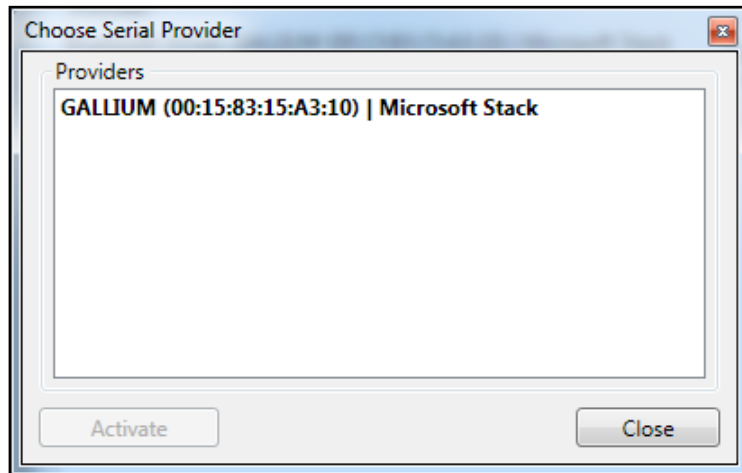 Choose Serial Provider
Providers
GALLIUM (00:15:83:15:A3:10) | Microsoft Stack
Activate
Close